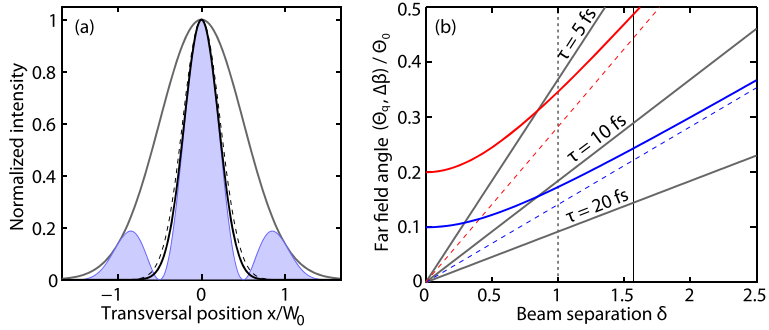 (a)
1
0.8
0.6
0.4
0.2
0
−1
0
1
Normalized intensity
Transversal position x/W₀
(b)
0.5
0.4
0.3
0.2
0.1
0
0
0.5
1.0
1.5
2.0
2.5
Far field angle (Θq, Δβ) / Θ₀
Beam separation δ
τ = 5 fs
τ = 10 fs
τ = 20 fs